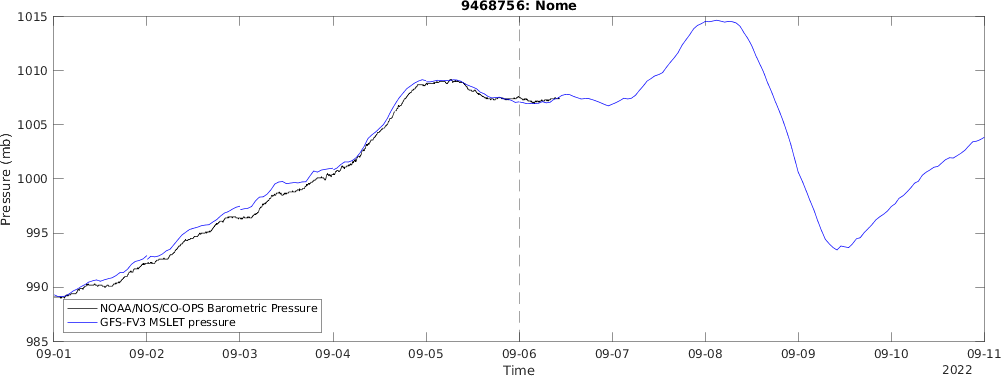 9468756: Nome
1015
1010
1005
1000
995
990
985
Pressure (mb)
NOAA/NOS/CO-OPS Barometric Pressure
GFS-FV3 MSLET pressure
09-01 09-02 09-03 09-04 09-05 09-06 09-07 09-08 09-09 09-10 09-11
Time
2022